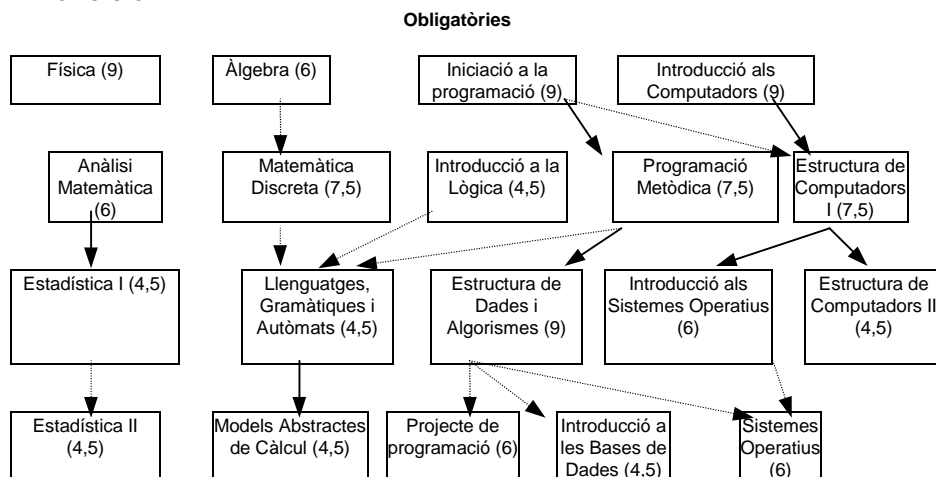 Obligatòries
Física (9)
Àlgebra (6)
Iniciació a la
programació (9)
Introducció als
Computadors (9)
Anàlisi
Matemàtica
(6)
Matemàtica
Discreta (7,5)
Introducció a la
Lògica (4,5)
Programació
Metòdica (7,5)
Estructura de
Computadors
I (7,5)
Estadística I (4,5)
Llenguatges,
Gramàtiques i
Autòmats (4,5)
Estructura de
Dades i
Algorismes (9)
Introducció als
Sistemes Operatius
(6)
Estructura de
Computadors II
(4,5)
Estadística II
(4,5)
Models Abstractes
de Càlcul (4,5)
Projecte de
programació (6)
Introducció a
les Bases de
Dades (4,5)
Sistemes
Operatius
(6)